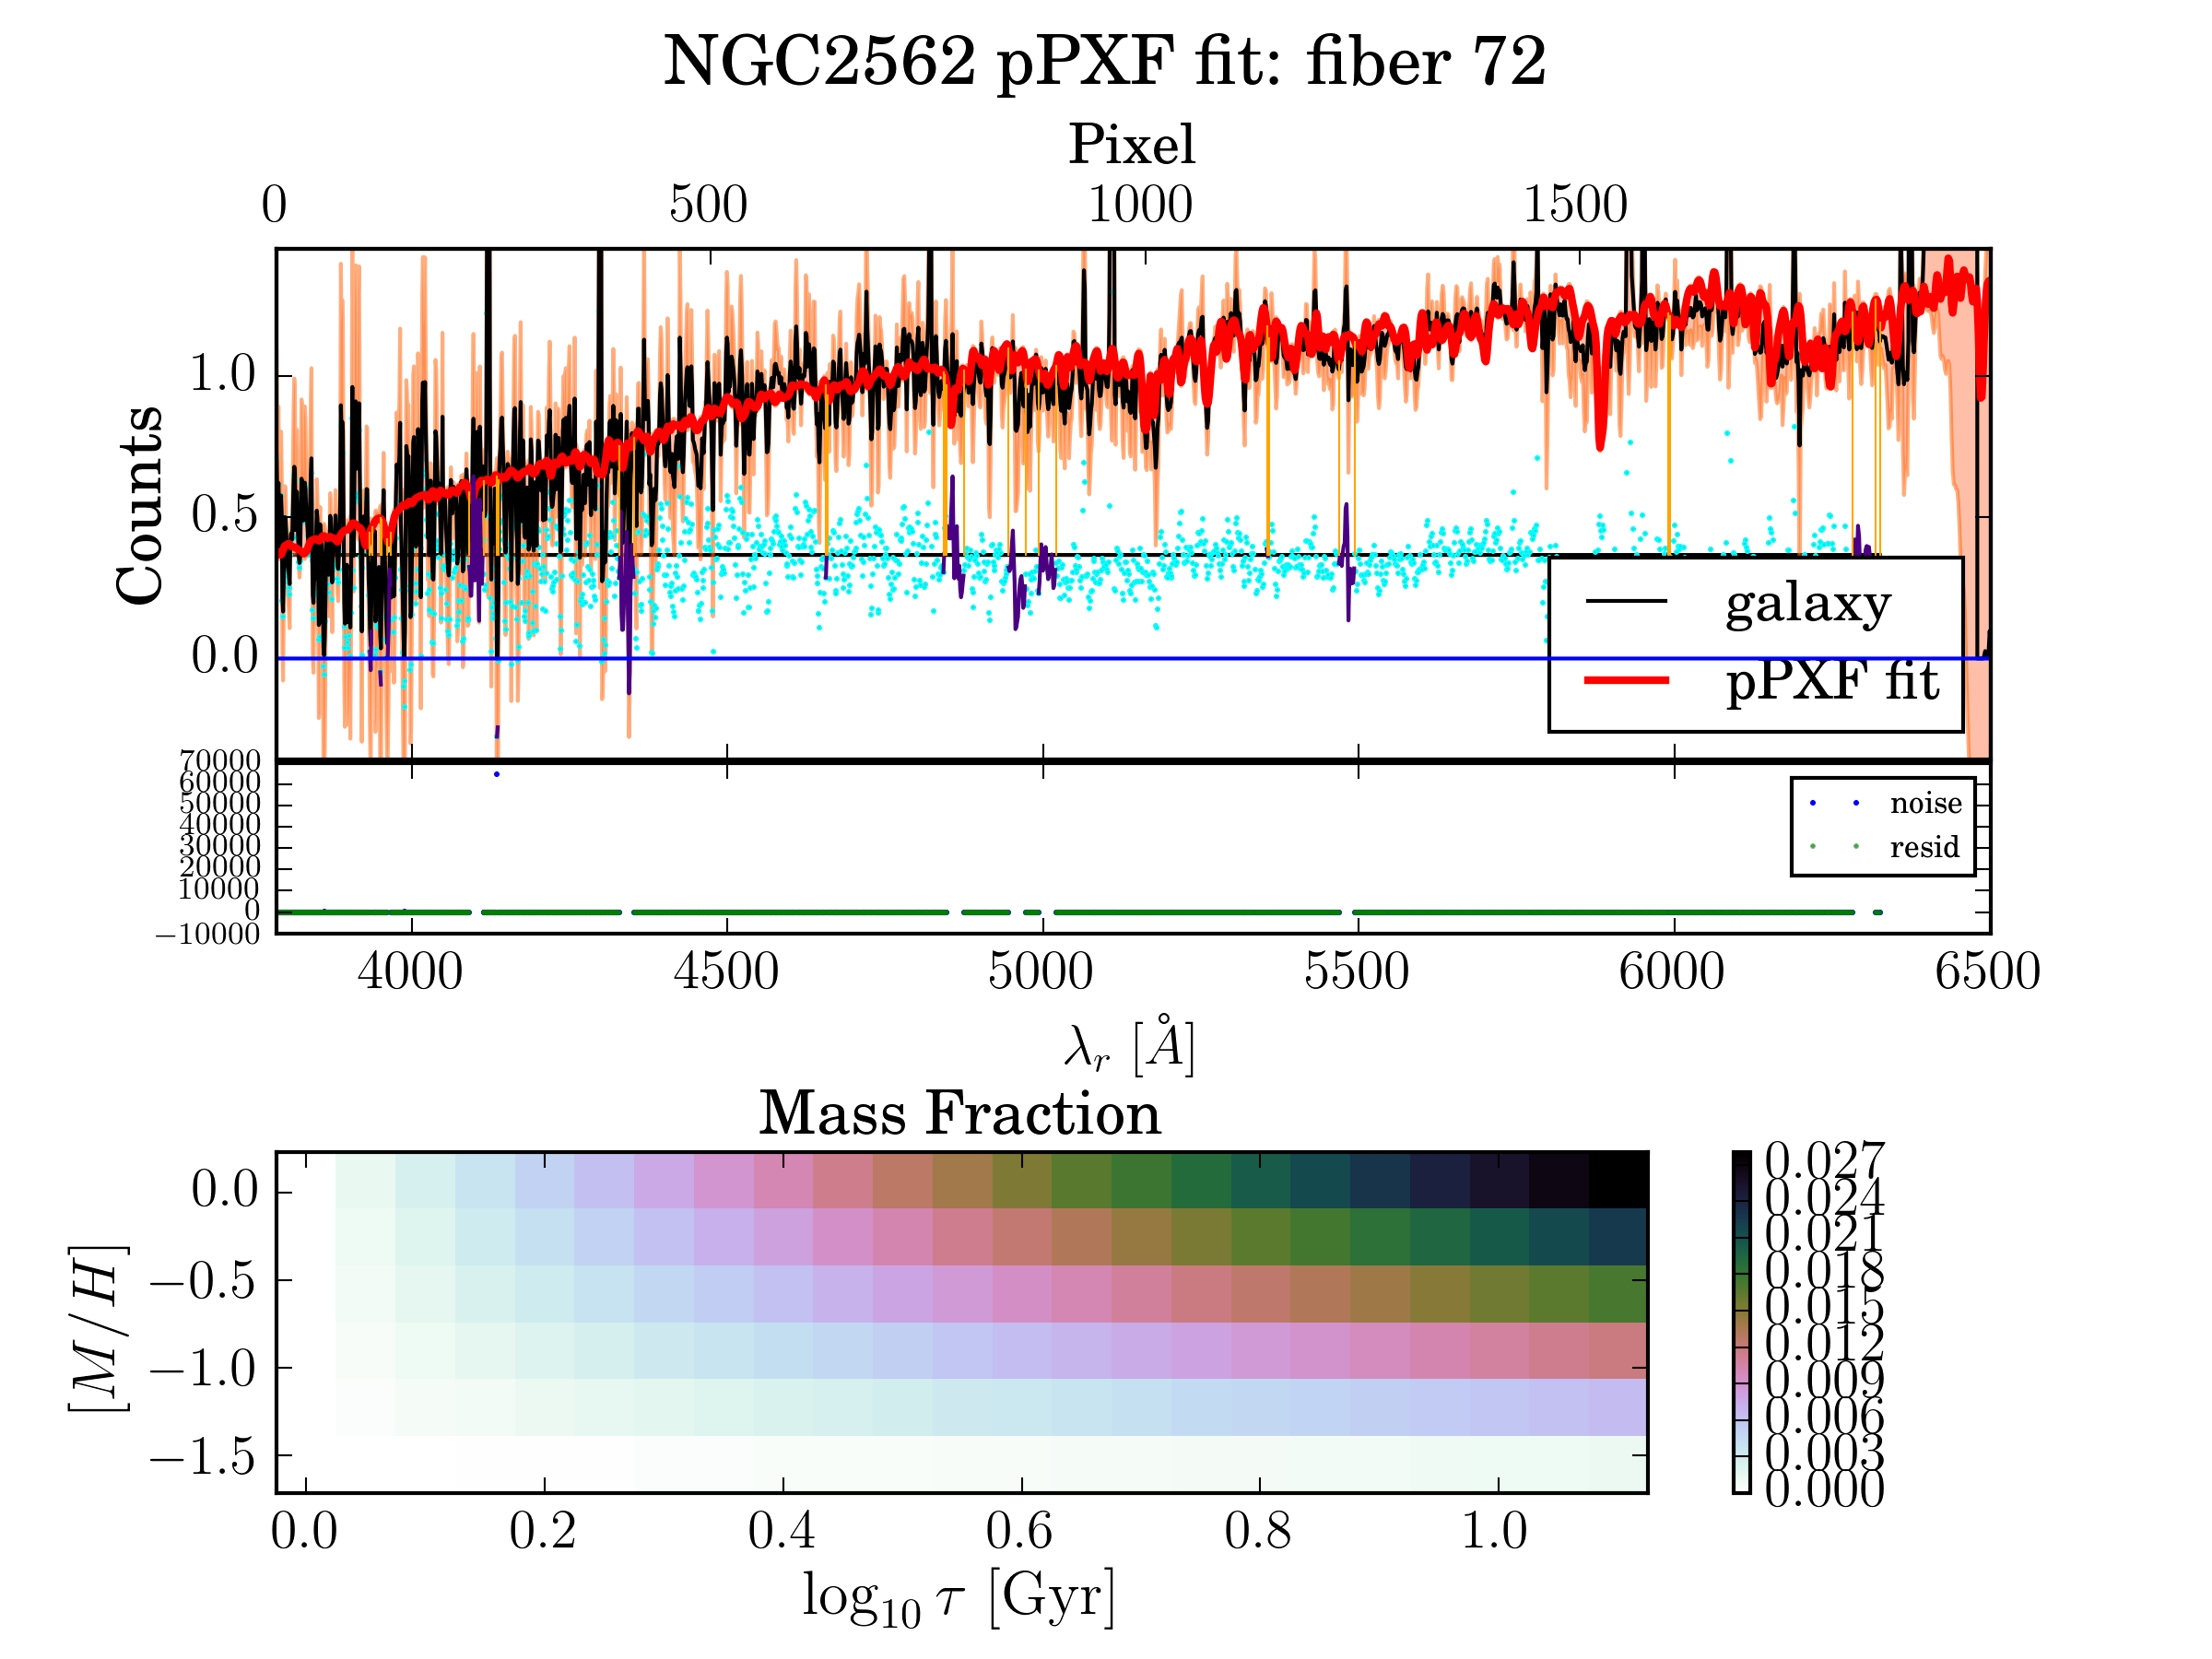 NGC2562 pPXF fit: fiber 72
Pixel
0 500 1000 1500
Counts
1.0
0.5
0.0
galaxy
pPXF fit
70000
60000
50000
40000
30000
20000
10000
0
−10000
noise
resid
4000 4500 5000 5500 6000 6500
λr [Å]
Mass Fraction
[M/H]
0.0
−0.5
−1.0
−1.5
0.027
0.024
0.021
0.018
0.015
0.012
0.009
0.006
0.003
0.000
0.0 0.2 0.4 0.6 0.8 1.0
log10 τ [Gyr]